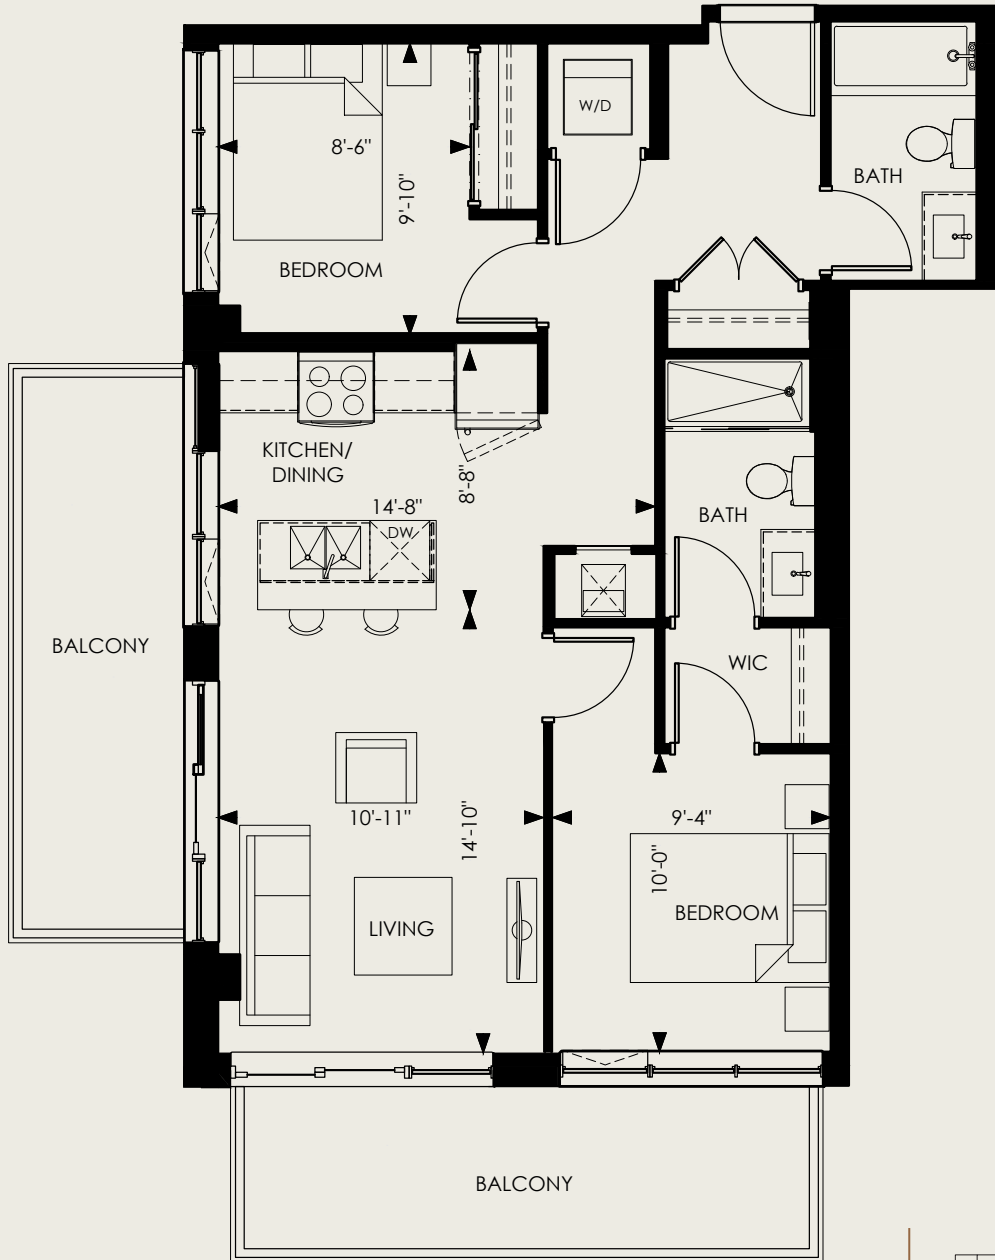 W/D
8'-6"
9'-10"
BATH
BEDROOM
KITCHEN/
DINING
8'-8"
14'-8"
DW
BATH
BALCONY
WIC
10'-11"
14'-10"
9'-4"
10'-0"
BEDROOM
LIVING
BALCONY